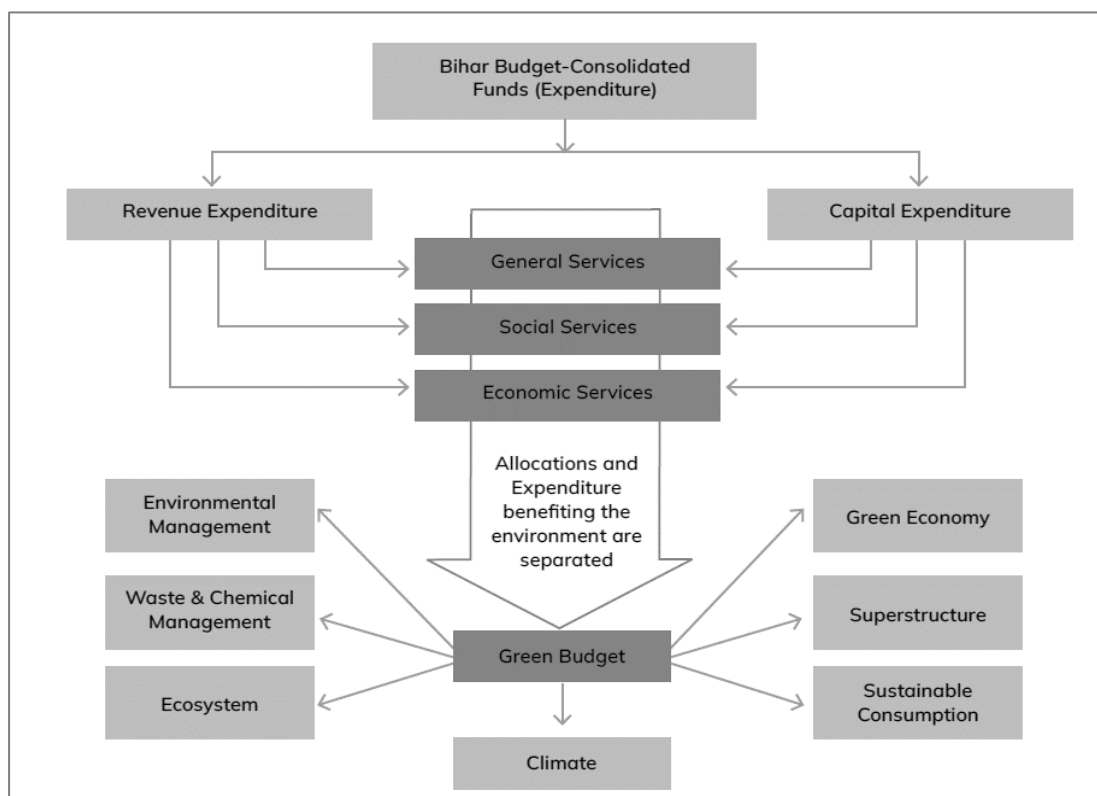 Bihar Budget-Consolidated
Funds (Expenditure)
Revenue Expenditure
Capital Expenditure
General Services
Social Services
Economic Services
Allocations and
Expenditure
benefiting the
environment are
separated
Environmental
Management
Green Economy
Waste & Chemical
Management
Superstructure
Green Budget
Ecosystem
Sustainable
Consumption
Climate